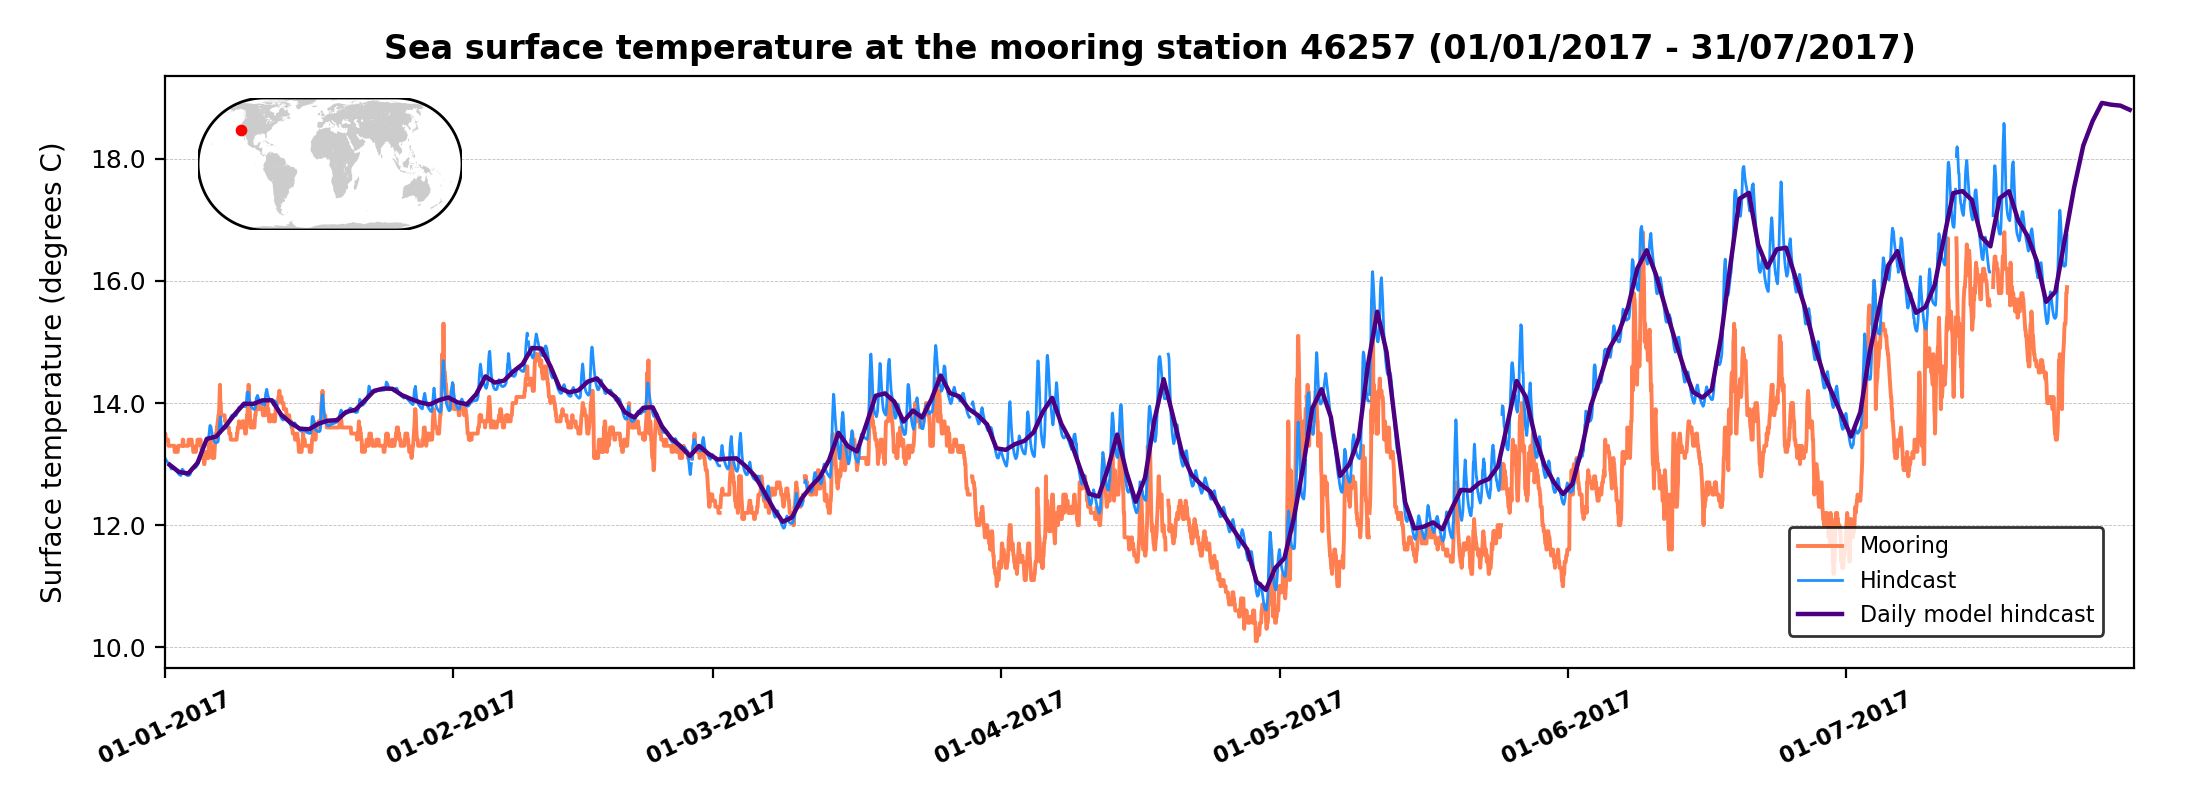 Sea surface temperature at the mooring station 46257 (01/01/2017 - 31/07/2017)
Surface temperature (degrees C)
18.0
16.0
14.0
12.0
10.0
Mooring
Hindcast
Daily model hindcast
01-01-2017
01-02-2017
01-03-2017
01-04-2017
01-05-2017
01-06-2017
01-07-2017